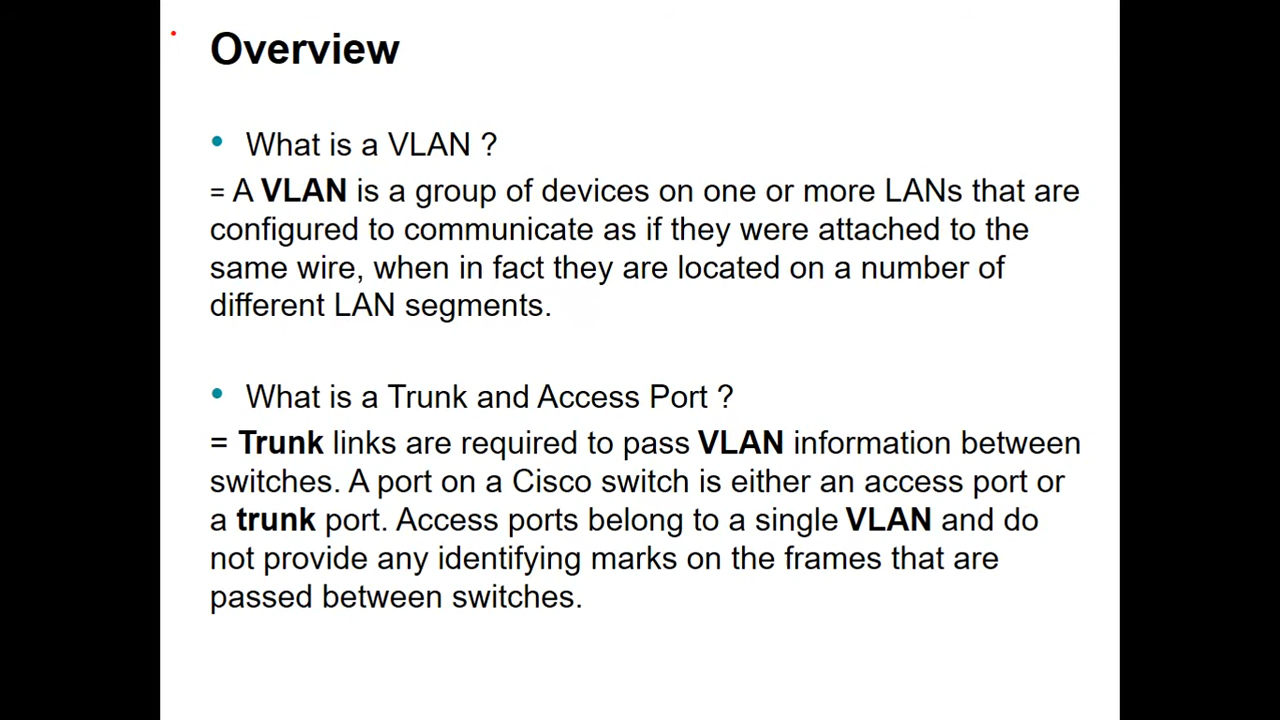 Overview
• What is a VLAN ?
= A VLAN is a group of devices on one or more LANs that are
configured to communicate as if they were attached to the
same wire, when in fact they are located on a number of
different LAN segments.
• What is a Trunk and Access Port ?
= Trunk links are required to pass VLAN information between
switches. A port on a Cisco switch is either an access port or
a trunk port. Access ports belong to a single VLAN and do
not provide any identifying marks on the frames that are
passed between switches.